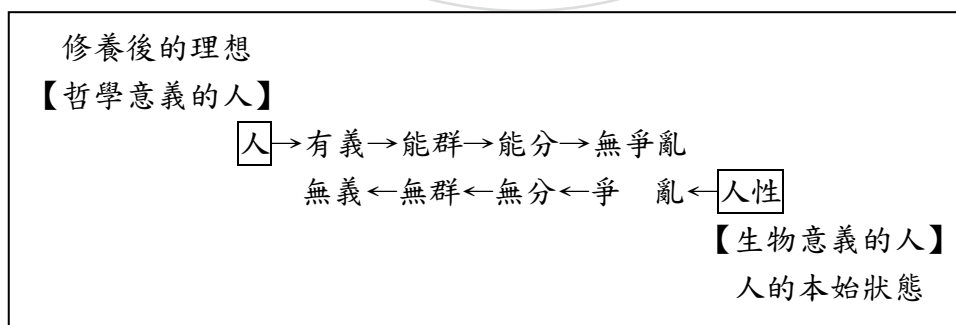 修養後的理想
【哲學意義的人】
人→有義→能群→能分→無爭亂
無義←無群←無分←爭 亂←人性
【生物意義的人】
人的本始狀態